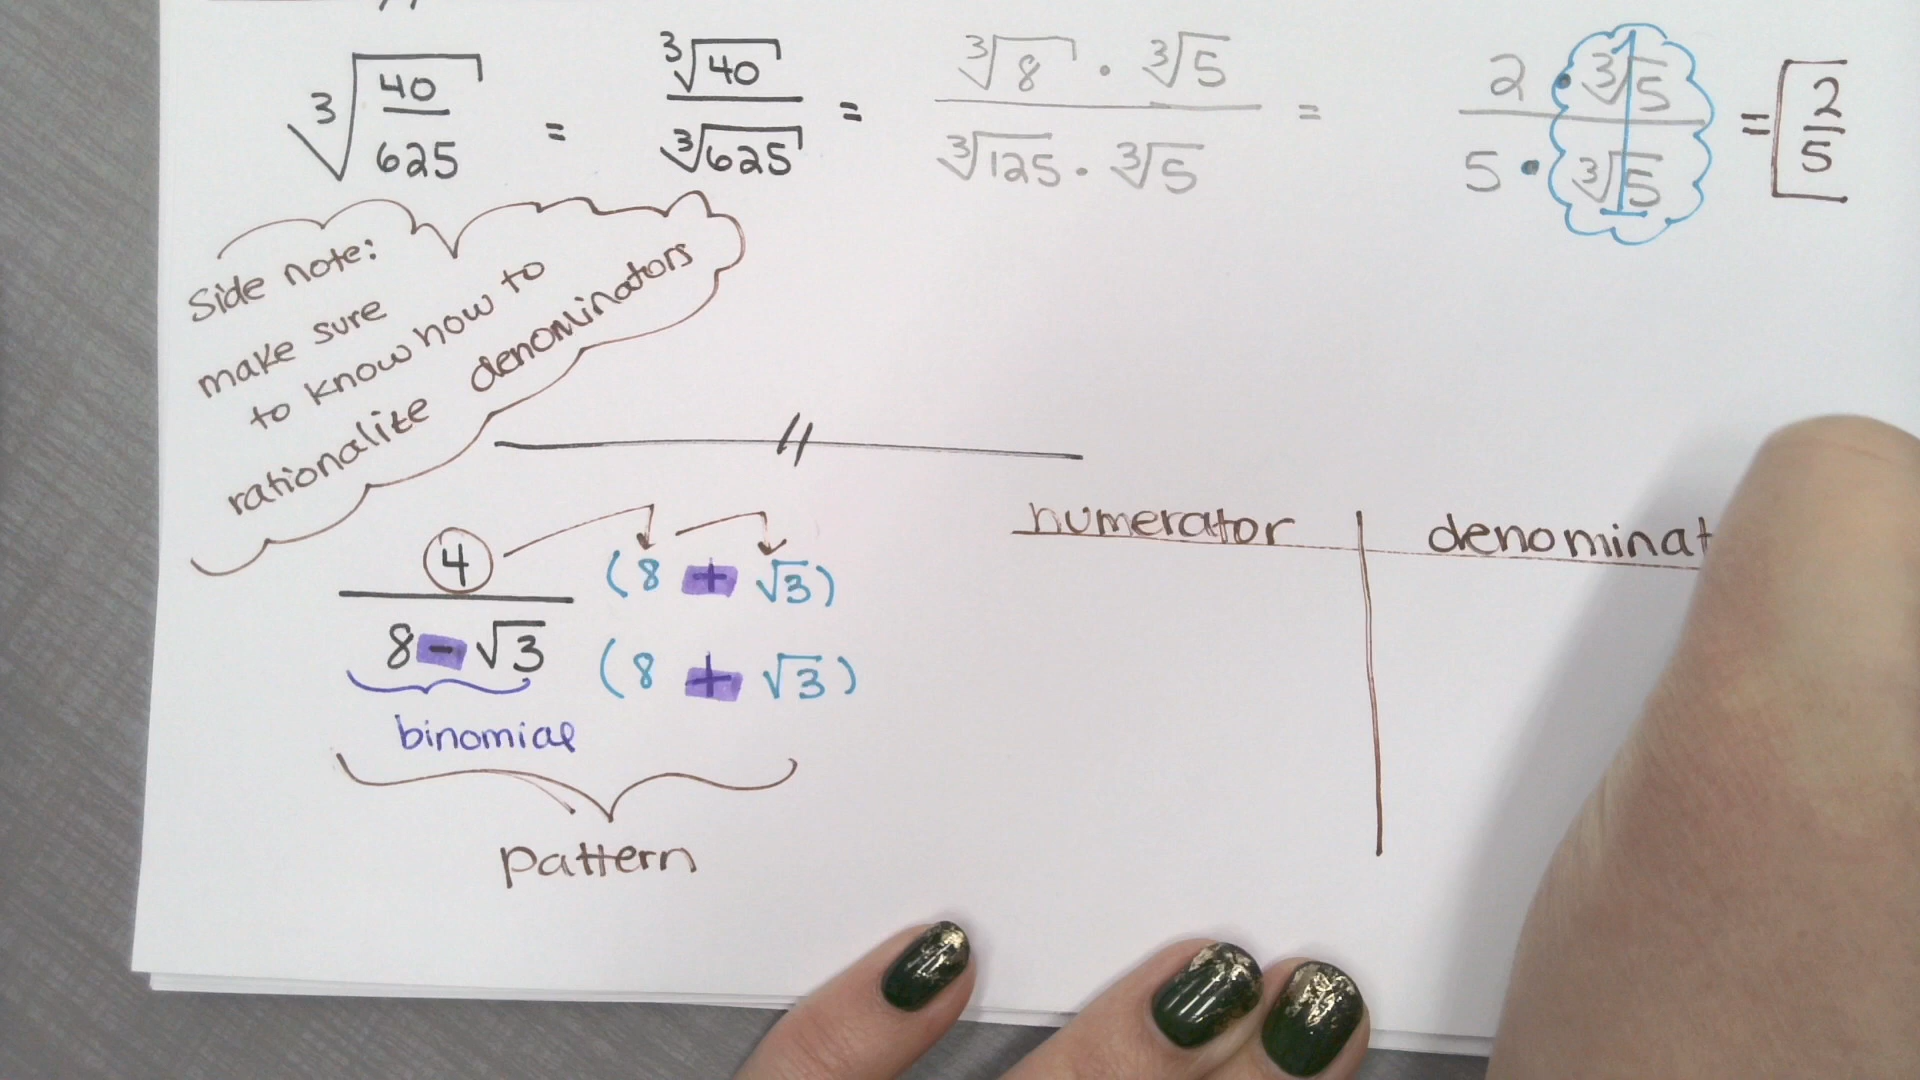 ∛(40/625) = ∛40/∛625 = (∛8 · ∛5)/(∛125 · ∛5) = (2 · ∛5)/(5 · ∛5) = 2/5
Side note:
make sure
to know how to
rationalize denominators
numerator denominat
4 (8 + √3)
8 - √3 (8 + √3)
binomial
pattern